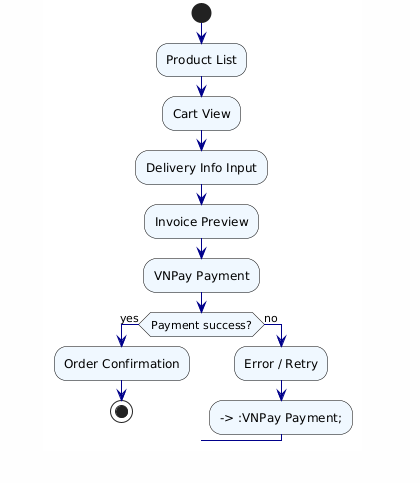 Product List
Cart View
Delivery Info Input
Invoice Preview
VNPay Payment
yes
Payment success?
no
Order Confirmation
Error / Retry
-> :VNPay Payment;